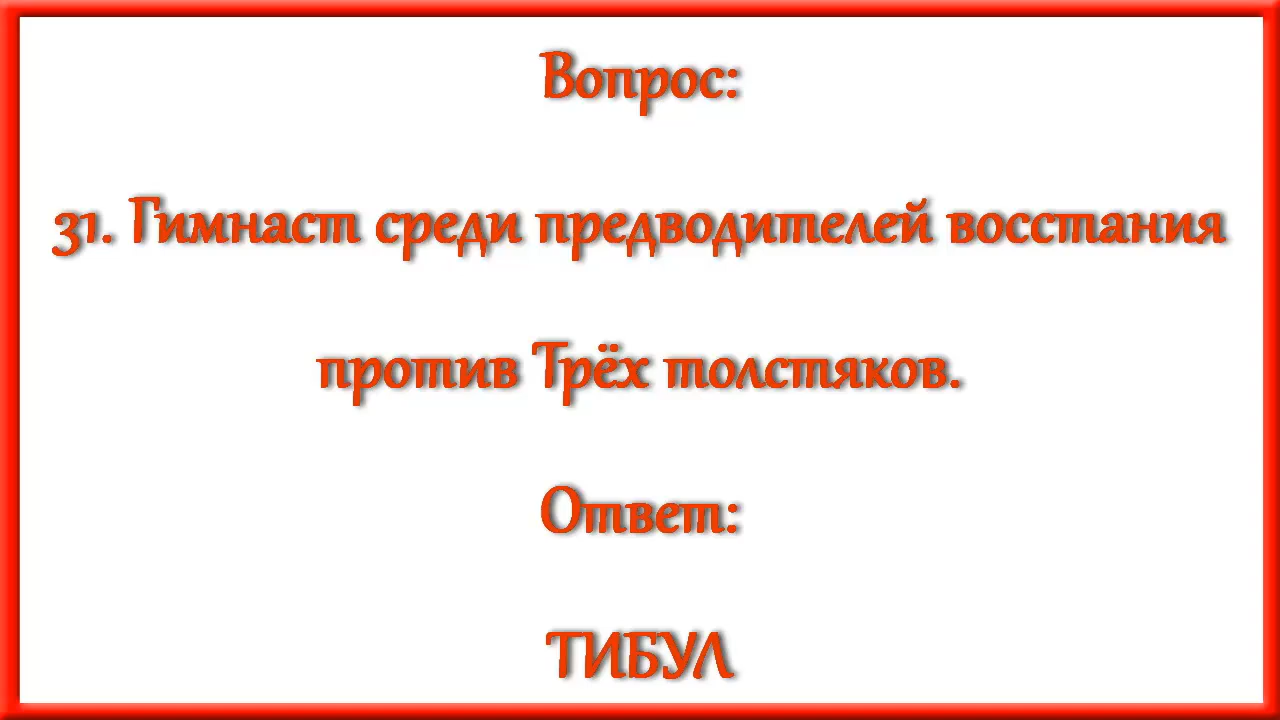 Вопрос:
31. Гимнаст среди предводителей восстания
против Трёх толстяков.
Ответ:
ТИБУЛ